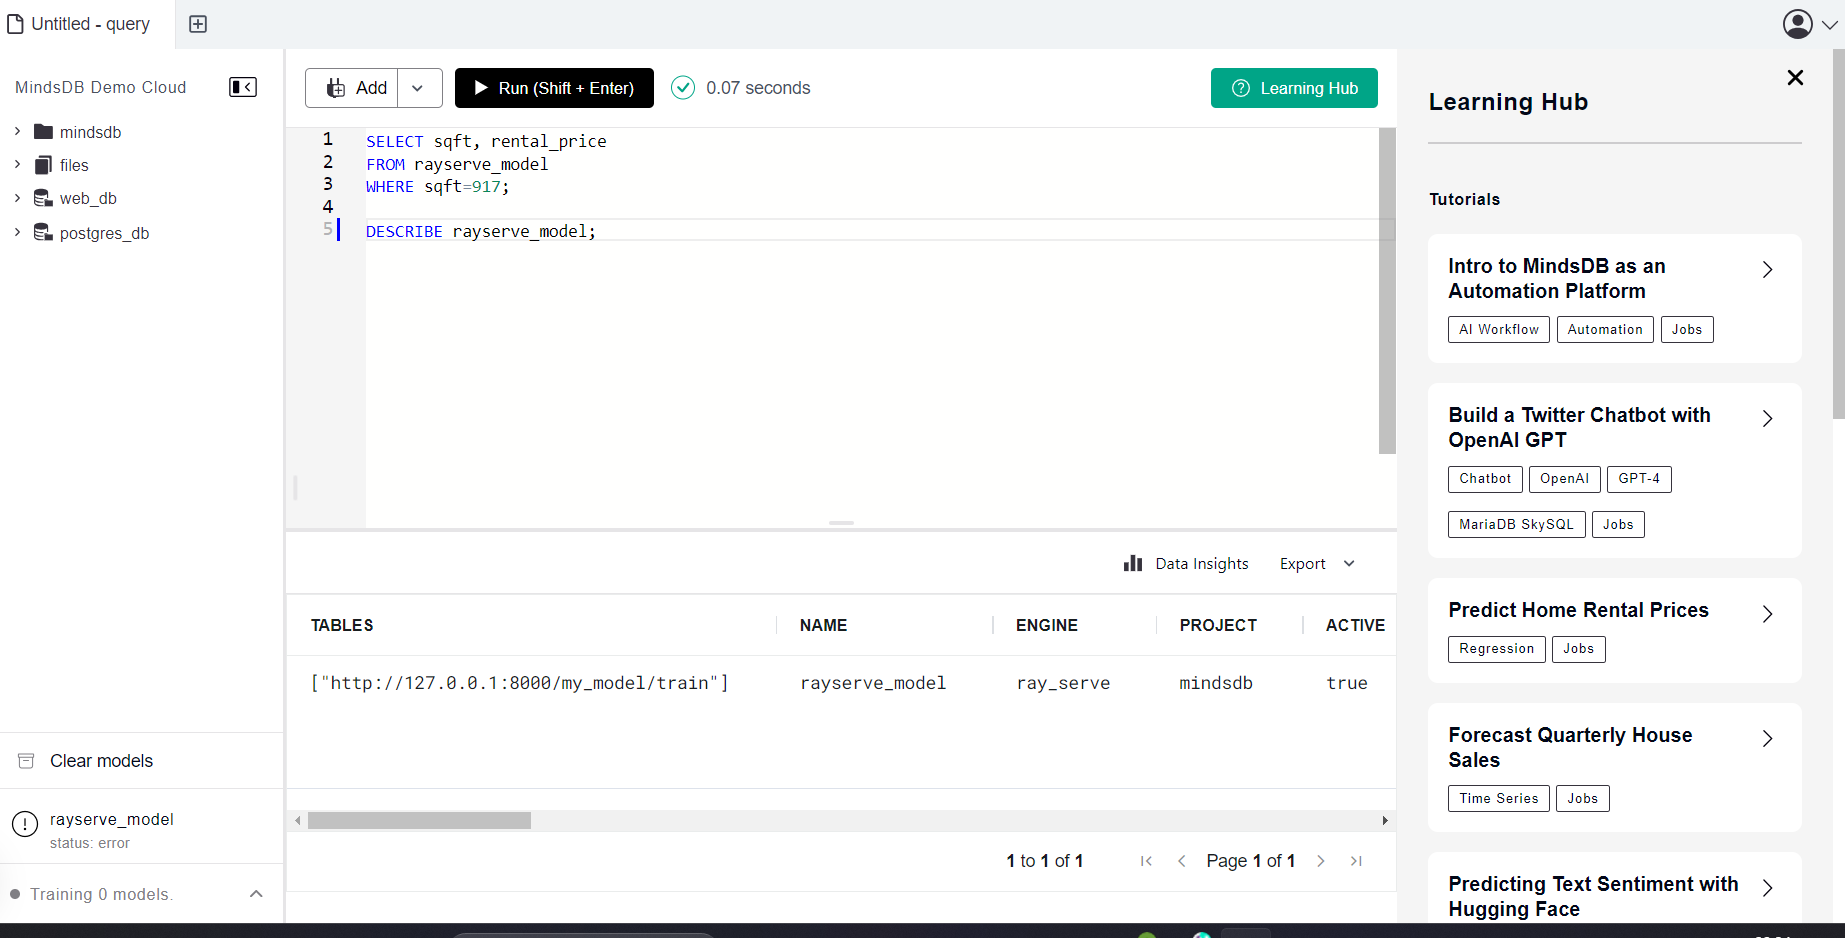 Untitled - query
MindsDB Demo Cloud
mindsdb
files
web_db
postgres_db
Clear models
rayserve_model
status: error
Training 0 models.
Add
Run (Shift + Enter)
0.07 seconds
Learning Hub
1 SELECT sqft, rental_price
2 FROM rayserve_model
3 WHERE sqft=917;
4
5 DESCRIBE rayserve_model;
Data Insights Export
TABLES NAME ENGINE PROJECT ACTIVE
["http://127.0.0.1:8000/my_model/train"] rayserve_model ray_serve mindsdb true
1 to 1 of 1 Page 1 of 1
Learning Hub
Tutorials
Intro to MindsDB as an
Automation Platform
AI Workflow Automation Jobs
Build a Twitter Chatbot with
OpenAI GPT
Chatbot OpenAI GPT-4
MariaDB SkySQL Jobs
Predict Home Rental Prices
Regression Jobs
Forecast Quarterly House
Sales
Time Series Jobs
Predicting Text Sentiment with
Hugging Face